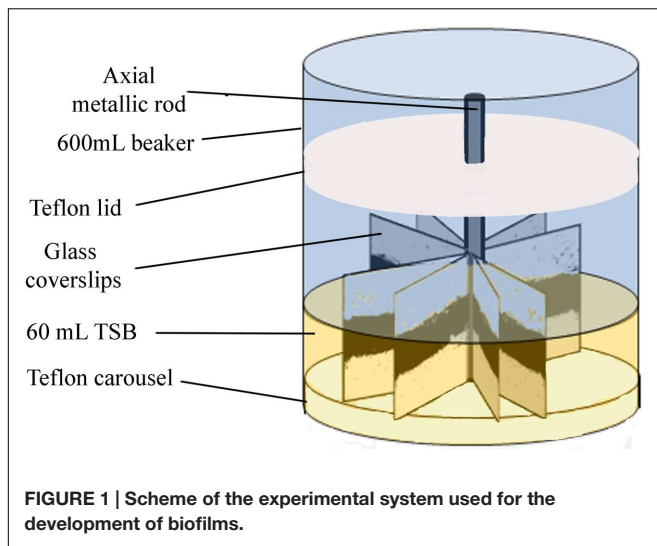 Axial
metallic rod
600mL beaker
Teflon lid
Glass
coverslips
60 mL TSB
Teflon carousel
FIGURE 1 | Scheme of the experimental system used for the
development of biofilms.